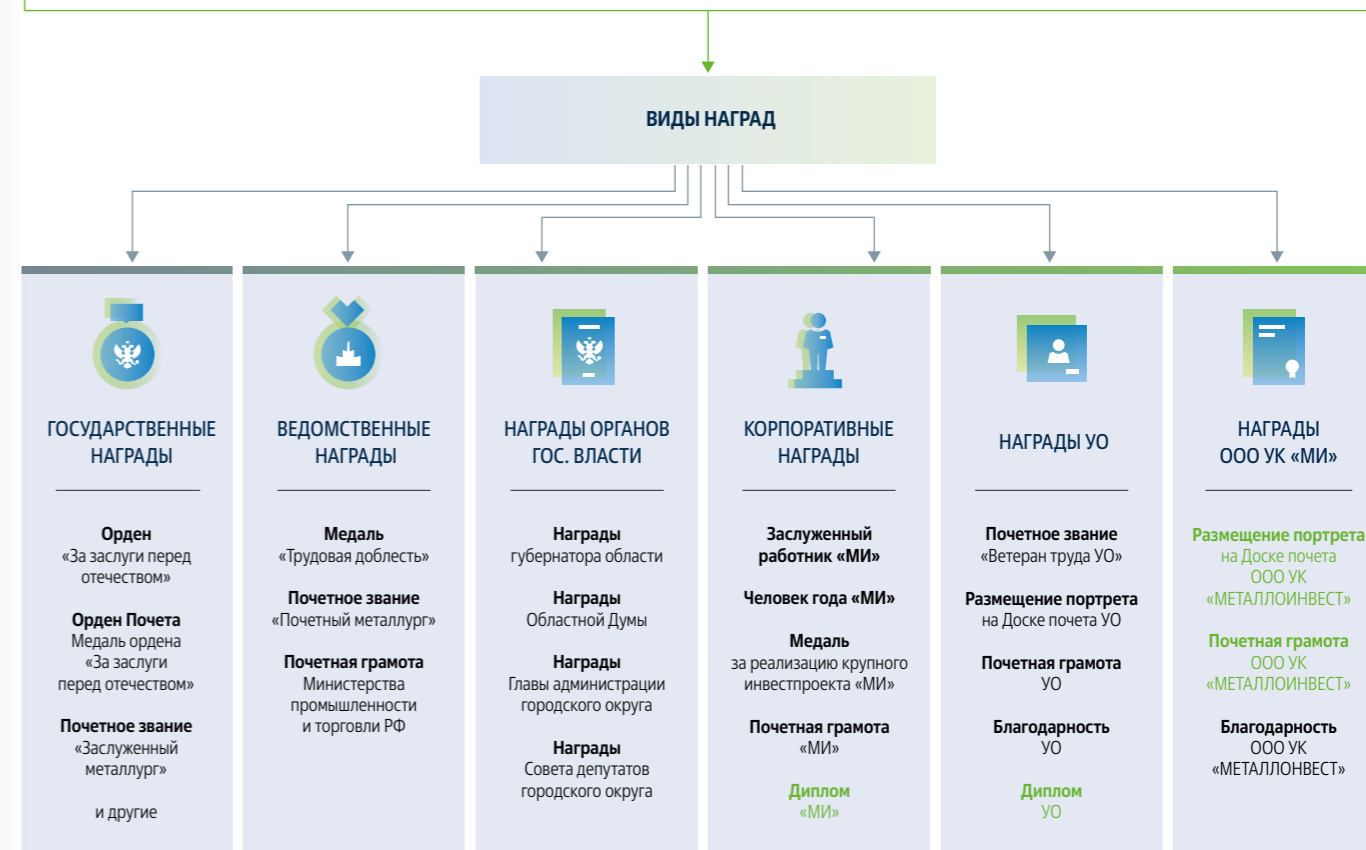 ВИДЫ НАГРАД
ГОСУДАРСТВЕННЫЕ
НАГРАДЫ
Орден
«За заслуги перед
отечеством»
Орден Почета
Медаль ордена
«За заслуги
перед отечеством»
Почетное звание
«Заслуженный
металлург»
и другие
ВЕДОМСТВЕННЫЕ
НАГРАДЫ
Медаль
«Трудовая доблесть»
Почетное звание
«Почетный металлург»
Почетная грамота
Министерства
промышленности
и торговли РФ
НАГРАДЫ ОРГАНОВ
ГОС. ВЛАСТИ
Награды
губернатора области
Награды
Областной Думы
Награды
Главы администрации
городского округа
Награды
Совета депутатов
городского округа
КОРПОРАТИВНЫЕ
НАГРАДЫ
Заслуженный
работник «МИ»
Человек года «МИ»
Медаль
за реализацию крупного
инвестпроекта «МИ»
Почетная грамота
«МИ»
Диплом
«МИ»
НАГРАДЫ УО
Почетное звание
«Ветеран труда УО»
Размещение портрета
на Доске почета УО
Почетная грамота
УО
Благодарность
УО
Диплом
УО
НАГРАДЫ
ООО УК «МИ»
Размещение портрета
на Доске почета
ООО УК
«МЕТАЛЛОИНВЕСТ»
Почетная грамота
ООО УК
«МЕТАЛЛОИНВЕСТ»
Благодарность
ООО УК
«МЕТАЛЛОНВЕСТ»